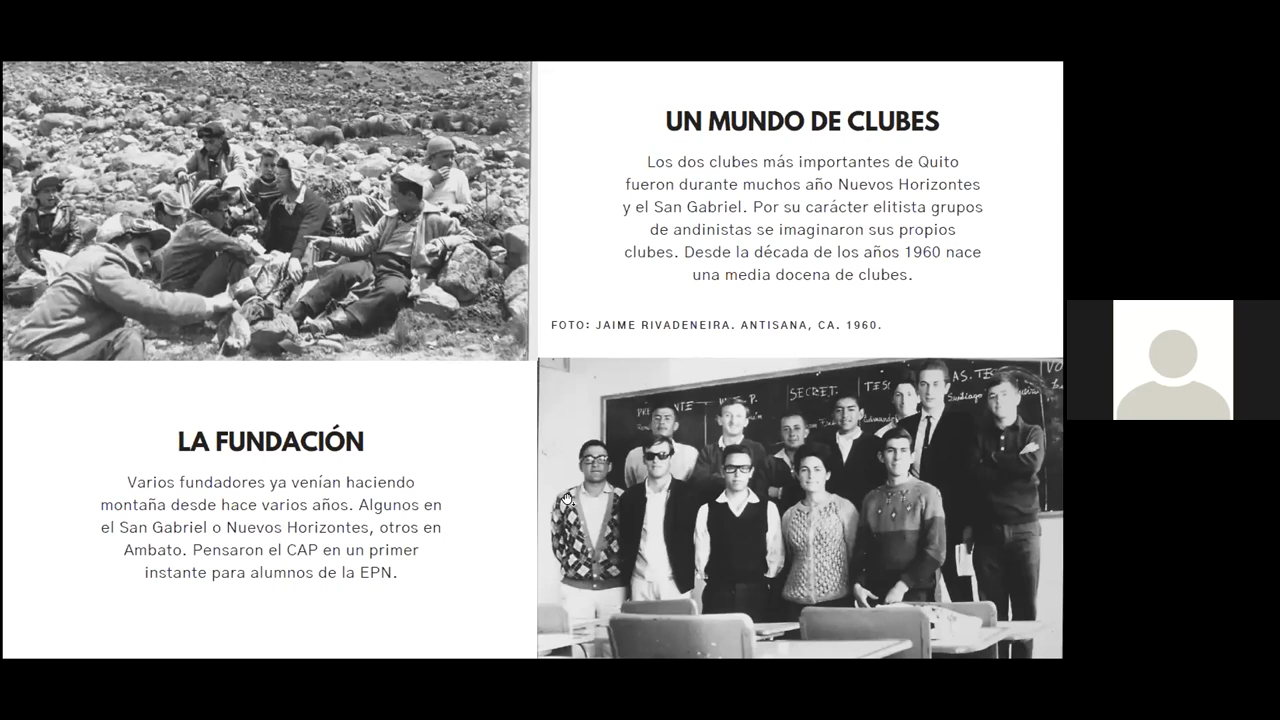 UN MUNDO DE CLUBES
Los dos clubes más importantes de Quito
fueron durante muchos año Nuevos Horizontes
y el San Gabriel. Por su carácter elitista grupos
de andinistas se imaginaron sus propios
clubes. Desde la década de los años 1960 nace
una media docena de clubes.
FOTO: JAIME RIVADENEIRA. ANTISANA, CA. 1960.
LA FUNDACIÓN
Varios fundadores ya venían haciendo
montaña desde hace varios años. Algunos en
el San Gabriel o Nuevos Horizontes, otros en
Ambato. Pensaron el CAP en un primer
instante para alumnos de la EPN.
SECRET.
Santiago